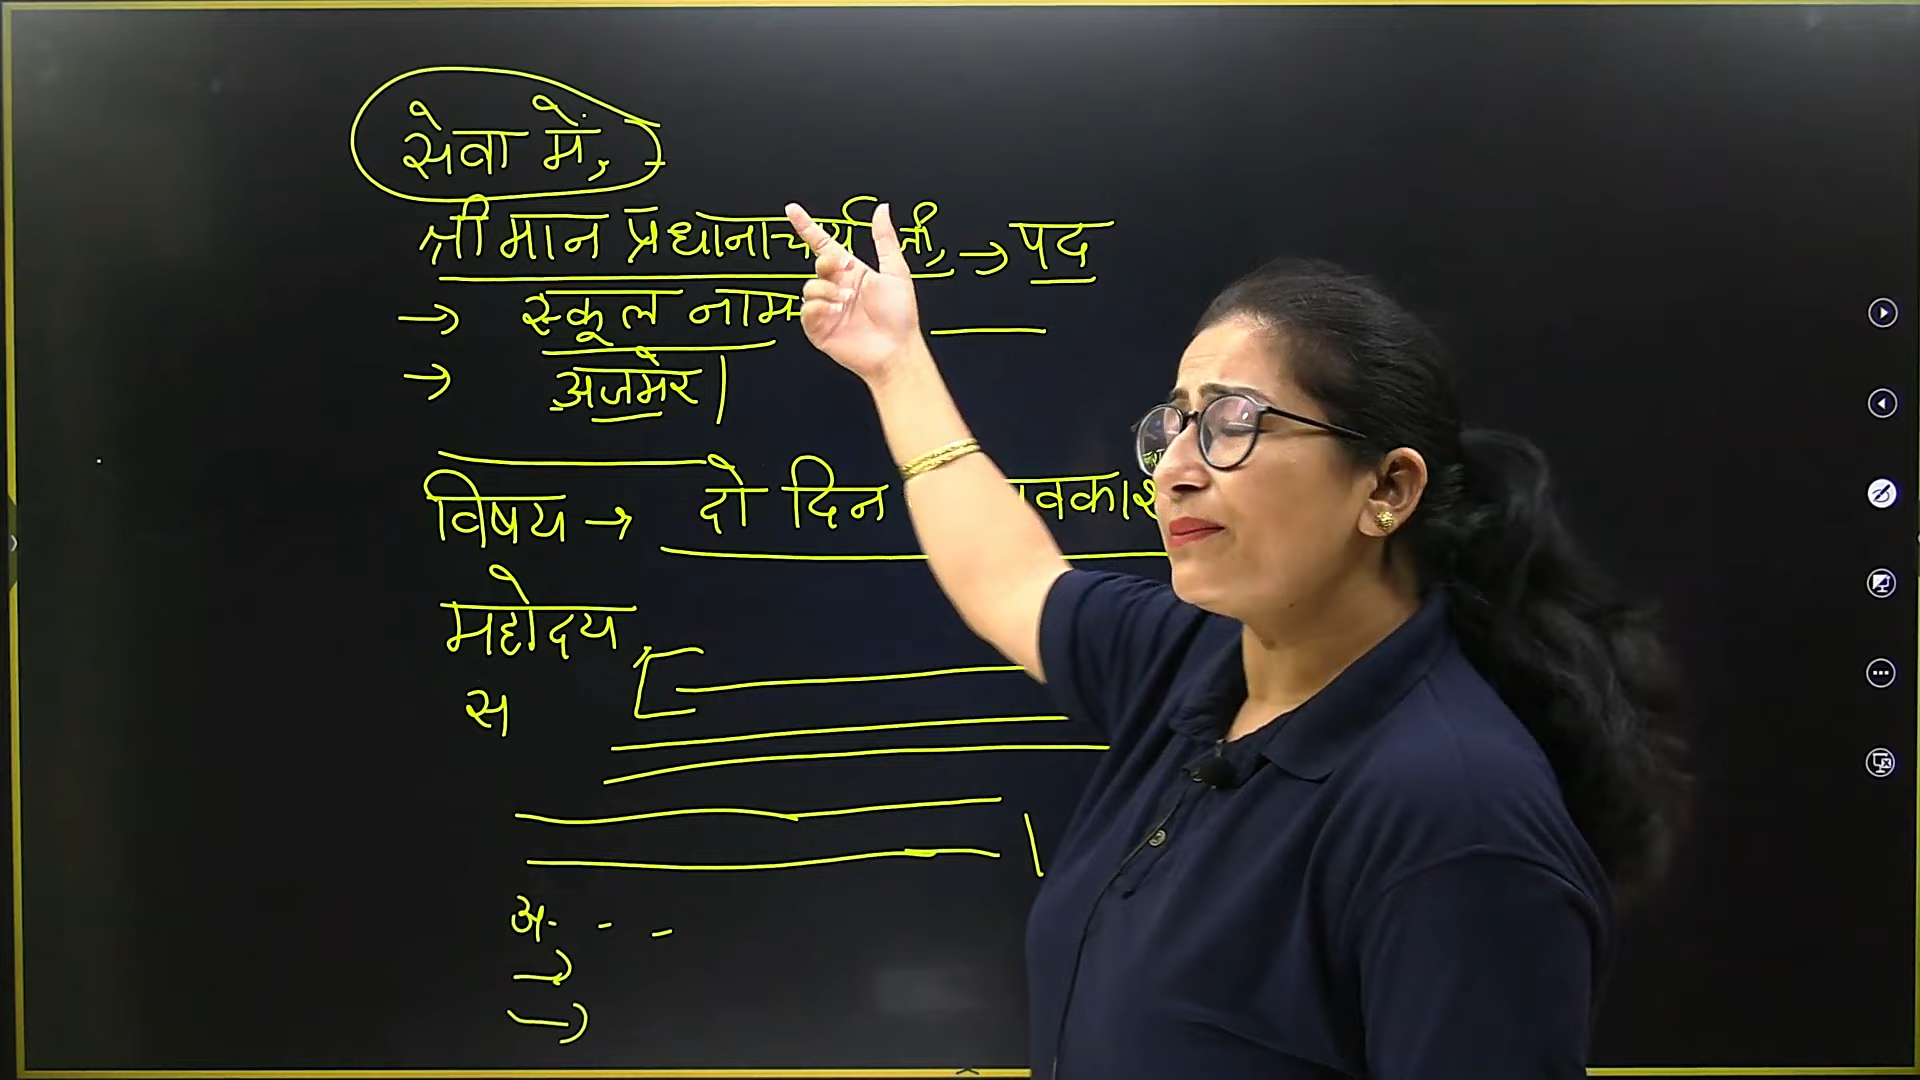 सेवा में,
श्रीमान प्रधानाचार्य जी, → पद
→ स्कूल नाम
→ अजमेर।
विषय → दो दिन
महोदय,
स
अ. - -